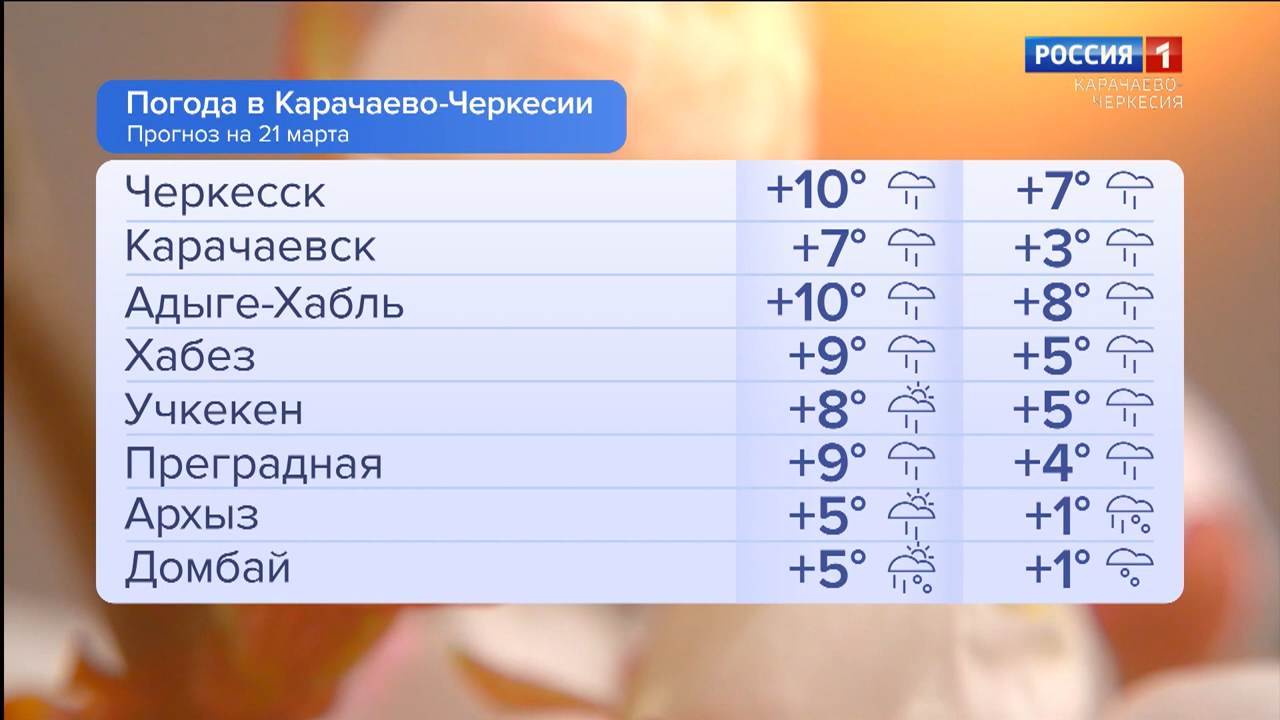 РОССИЯ 1
КАРАЧАЕВО-
ЧЕРКЕСИЯ
Погода в Карачаево-Черкесии
Прогноз на 21 марта
Черкесск +10° +7°
Карачаевск +7° +3°
Адыге-Хабль +10° +8°
Хабез +9° +5°
Учкекен +8° +5°
Преградная +9° +4°
Архыз +5° +1°
Домбай +5° +1°